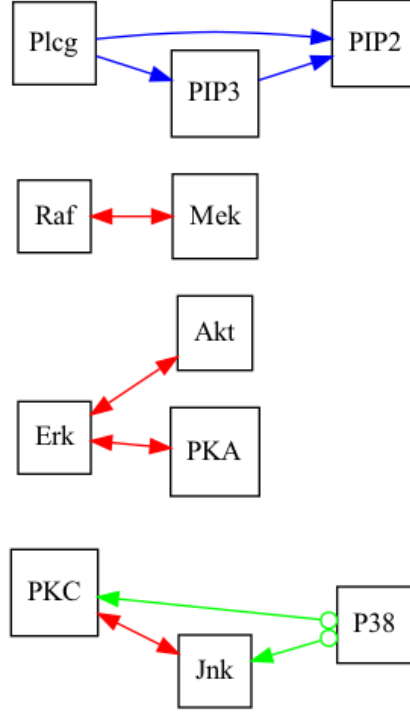 Plcg
PIP2
PIP3
Raf
Mek
Akt
Erk
PKA
PKC
P38
Jnk